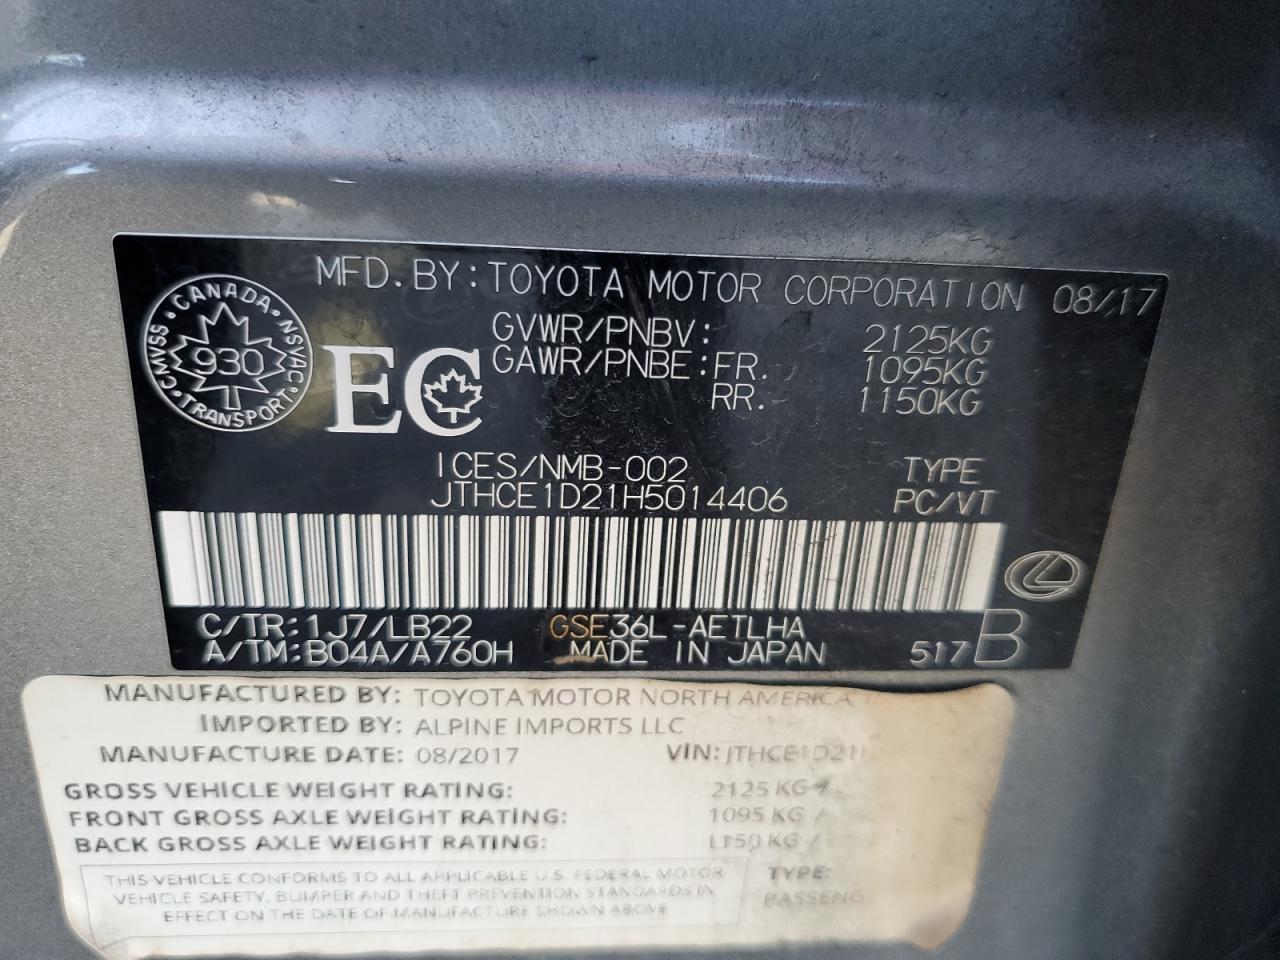 MFD. BY: TOYOTA MOTOR CORPORATION 08/17
CANADA
CMVSS NSVAC
930
TRANSPORT
EC
GVWR/PNBV: 2125KG
GAWR/PNBE: FR. 1095KG
RR. 1150KG
ICES/NMB-002 TYPE
JTHCE1D21H5014406 PC/VT
C/TR: 1J7/LB22 GSE36L-AETLHA
A/TM: B04A/A760H MADE IN JAPAN 517 B
MANUFACTURED BY: TOYOTA MOTOR NORTH AMERICA
IMPORTED BY: ALPINE IMPORTS LLC
MANUFACTURE DATE: 08/2017 VIN: JTHCE1D21H
GROSS VEHICLE WEIGHT RATING: 2125 KG /
FRONT GROSS AXLE WEIGHT RATING: 1095 KG /
BACK GROSS AXLE WEIGHT RATING: 1150 KG /
THIS VEHICLE CONFORMS TO ALL APPLICABLE U.S. FEDERAL MOTOR
VEHICLE SAFETY, BUMPER AND THEFT PREVENTION STANDARDS IN
EFFECT ON THE DATE OF MANUFACTURE SHOWN ABOVE
TYPE:
PASSENG